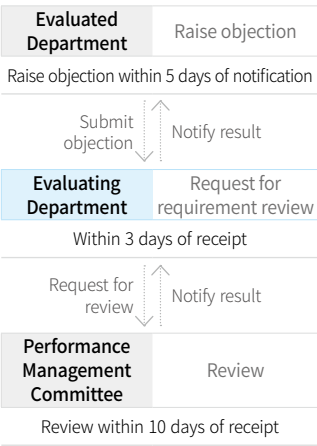 Evaluated
Department
Raise objection
Raise objection within 5 days of notification
Submit
objection
Notify result
Evaluating
Department
Request for
requirement review
Within 3 days of receipt
Request for
review
Notify result
Performance
Management
Committee
Review
Review within 10 days of receipt